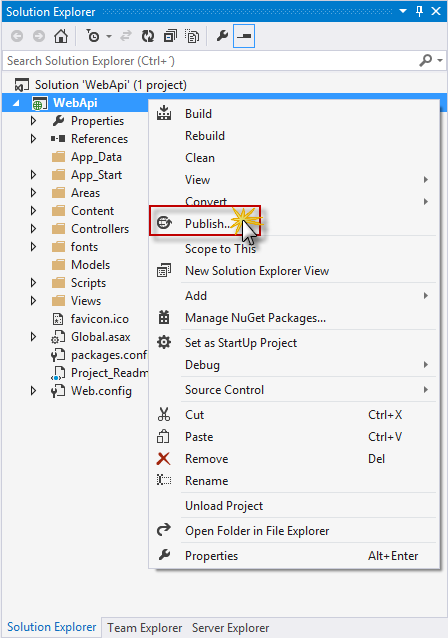 Solution Explorer
Search Solution Explorer (Ctrl+´)
Solution 'WebApi' (1 project)
WebApi
Properties
References
App_Data
App_Start
Areas
Content
Controllers
fonts
Models
Scripts
Views
favicon.ico
Global.asax
packages.conf
Project_Readm
Web.config
Build
Rebuild
Clean
View
Convert
Publish...
Scope to This
New Solution Explorer View
Add
Manage NuGet Packages...
Set as StartUp Project
Debug
Source Control
Cut Ctrl+X
Paste Ctrl+V
Remove Del
Rename
Unload Project
Open Folder in File Explorer
Properties Alt+Enter
Solution Explorer Team Explorer Server Explorer